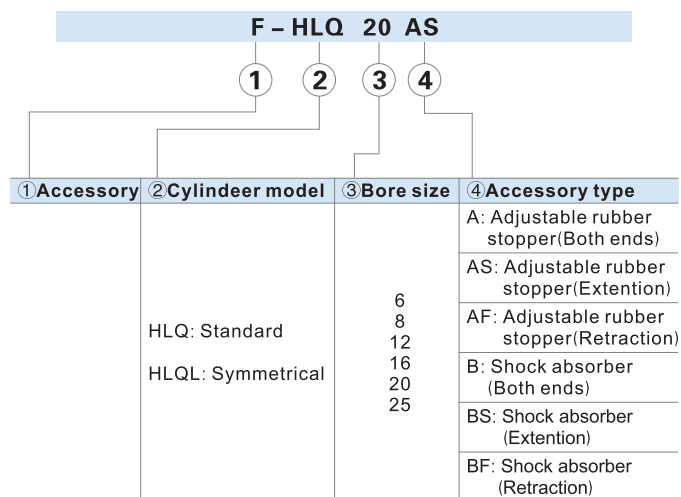 F – HLQ 20 AS
① ② ③ ④
①Accessory ②Cylindeer model ③Bore size ④Accessory type
HLQ: Standard
HLQL: Symmetrical
6
8
12
16
20
25
A: Adjustable rubber
stopper(Both ends)
AS: Adjustable rubber
stopper(Extention)
AF: Adjustable rubber
stopper(Retraction)
B: Shock absorber
(Both ends)
BS: Shock absorber
(Extention)
BF: Shock absorber
(Retraction)